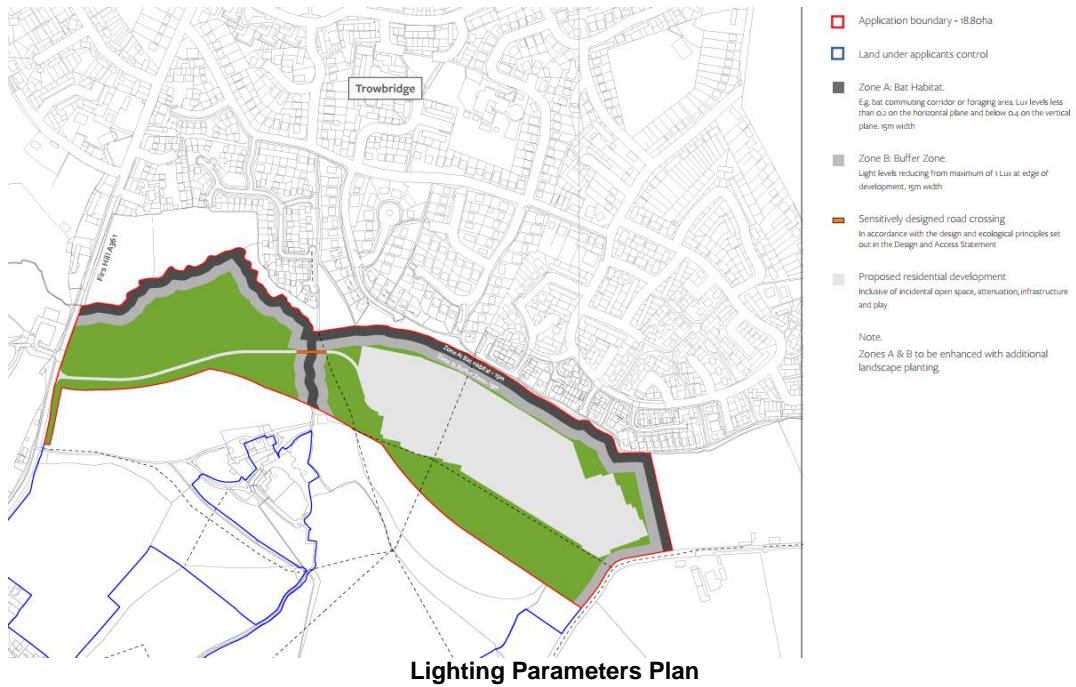 Trowbridge
Firs Hill A361
Zone A: Bat Habitat - 15m
Zone B: Buffer Zone - 15m
Application boundary - 18.80ha
Land under applicants control
Zone A: Bat Habitat.
E.g. bat commuting corridor or foraging area. Lux levels less
than 0.2 on the horizontal plane and below 0.4 on the vertical
plane. 15m width
Zone B: Buffer Zone.
Light levels reducing from maximum of 1 Lux at edge of
development. 15m width
Sensitively designed road crossing
In accordance with the design and ecological principles set
out in the Design and Access Statement
Proposed residential development
Inclusive of incidental open space, attenuation, infrastructure
and play
Note.
Zones A & B to be enhanced with additional
landscape planting.
Lighting Parameters Plan